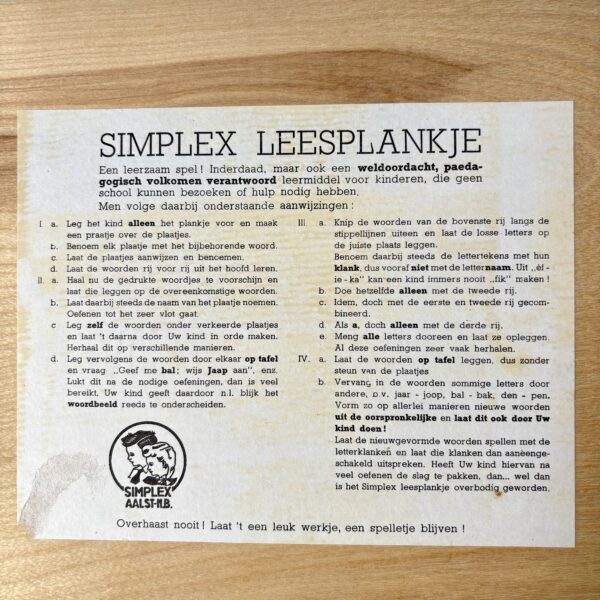 SIMPLEX LEESPLANKJE
Een leerzaam spel! Inderdaad, maar ook een weldoordacht, paeda-
gogisch volkomen verantwoord leermiddel voor kinderen, die geen
school kunnen bezoeken of hulp nodig hebben.
Men volge daarbij onderstaande aanwijzingen :
I. a. Leg het kind alleen het plankje voor en maak
een praatje over de plaatjes.
b. Benoem elk plaatje met het bijbehorende woord.
c. Laat de plaatjes aanwijzen en benoemen.
d. Laat de woorden rij voor rij uit het hoofd leren.
II. a. Haal nu de gedrukte woordjes te voorschijn en
laat die leggen op de overeenkomstige woorden.
b. Laat daarbij steeds de naam van het plaatje noemen.
Oefenen tot het zeer vlot gaat.
c Leg zelf de woorden onder verkeerde plaatjes
en laat 't daarna door Uw kind in orde maken.
Herhaal dit op verschillende manieren.
d. Leg vervolgens de woorden door elkaar op tafel
en vraag „Geef me bal; wijs Jaap aan", enz.
Lukt dit na de nodige oefeningen, dan is veel
bereikt. Uw kind geeft daardoor n.l. blijk het
woordbeeld reeds te onderscheiden.
SIMPLEX
AALST-N.B.
III. a. Knip de woorden van de bovenste rij langs de
stippellijnen uiteen en laat de losse letters op
de juiste plaats leggen.
Benoem daarbij steeds de lettertekens met hun
klank, dus vooraf niet met de letternaam. Uit „èf-
ie-ka" kan een kind immers nooit „fik" maken !
b Doe hetzelfde alleen met de tweede rij.
c. Idem, doch met de eerste en tweede rij gecom-
bineerd.
d. Als a, doch alleen met de derde rij.
e. Meng alle letters dooreen en laat ze opleggen.
Al deze oefeningen zeer vaak herhalen.
IV. a. Laat de woorden op tafel leggen, dus zonder
steun van de plaatjes
b Vervang in de woorden sommige letters door
andere, b.v. jaar - joop, bal - bak, den - pen.
Vorm zo op allerlei manieren nieuwe woorden
uit de oorspronkelijke en laat dit ook door Uw
kind doen!
Laat de nieuwgevormde woorden spellen met de
letterklanken en laat die klanken dan aaneenge-
schakeld uitspreken. Heeft Uw kind hiervan na
veel oefenen de slag te pakken, dan... wel dan
is het Simplex leesplankje overbodig geworden.
Overhaast nooit! Laat 't een leuk werkje, een spelletje blijven !